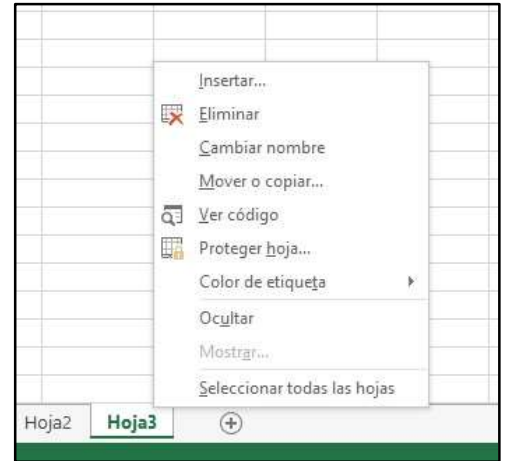 Insertar...
Eliminar
Cambiar nombre
Mover o copiar...
Ver código
Proteger hoja...
Color de etiqueta
Ocultar
Mostrar...
Seleccionar todas las hojas
Hoja2 Hoja3